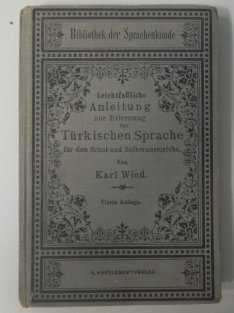 Bibliothek der Sprachenkunde
Leichtfaßliche
Anleitung
zur Erlernung
der
Türkischen Sprache
für den Schul- und Selbstunterricht.
Von
Karl Wied.
Vierte Auflage.
A. HARTLEBEN'S VERLAG